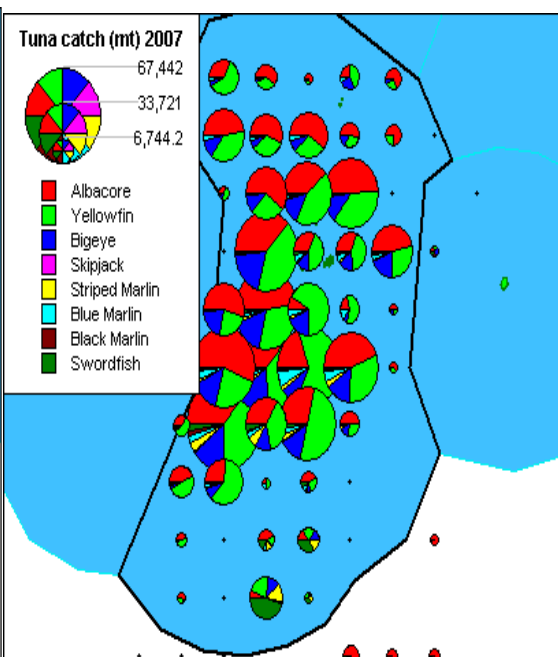 Tuna catch (mt) 2007
67,442
33,721
6,744.2
Albacore
Yellowfin
Bigeye
Skipjack
Striped Marlin
Blue Marlin
Black Marlin
Swordfish